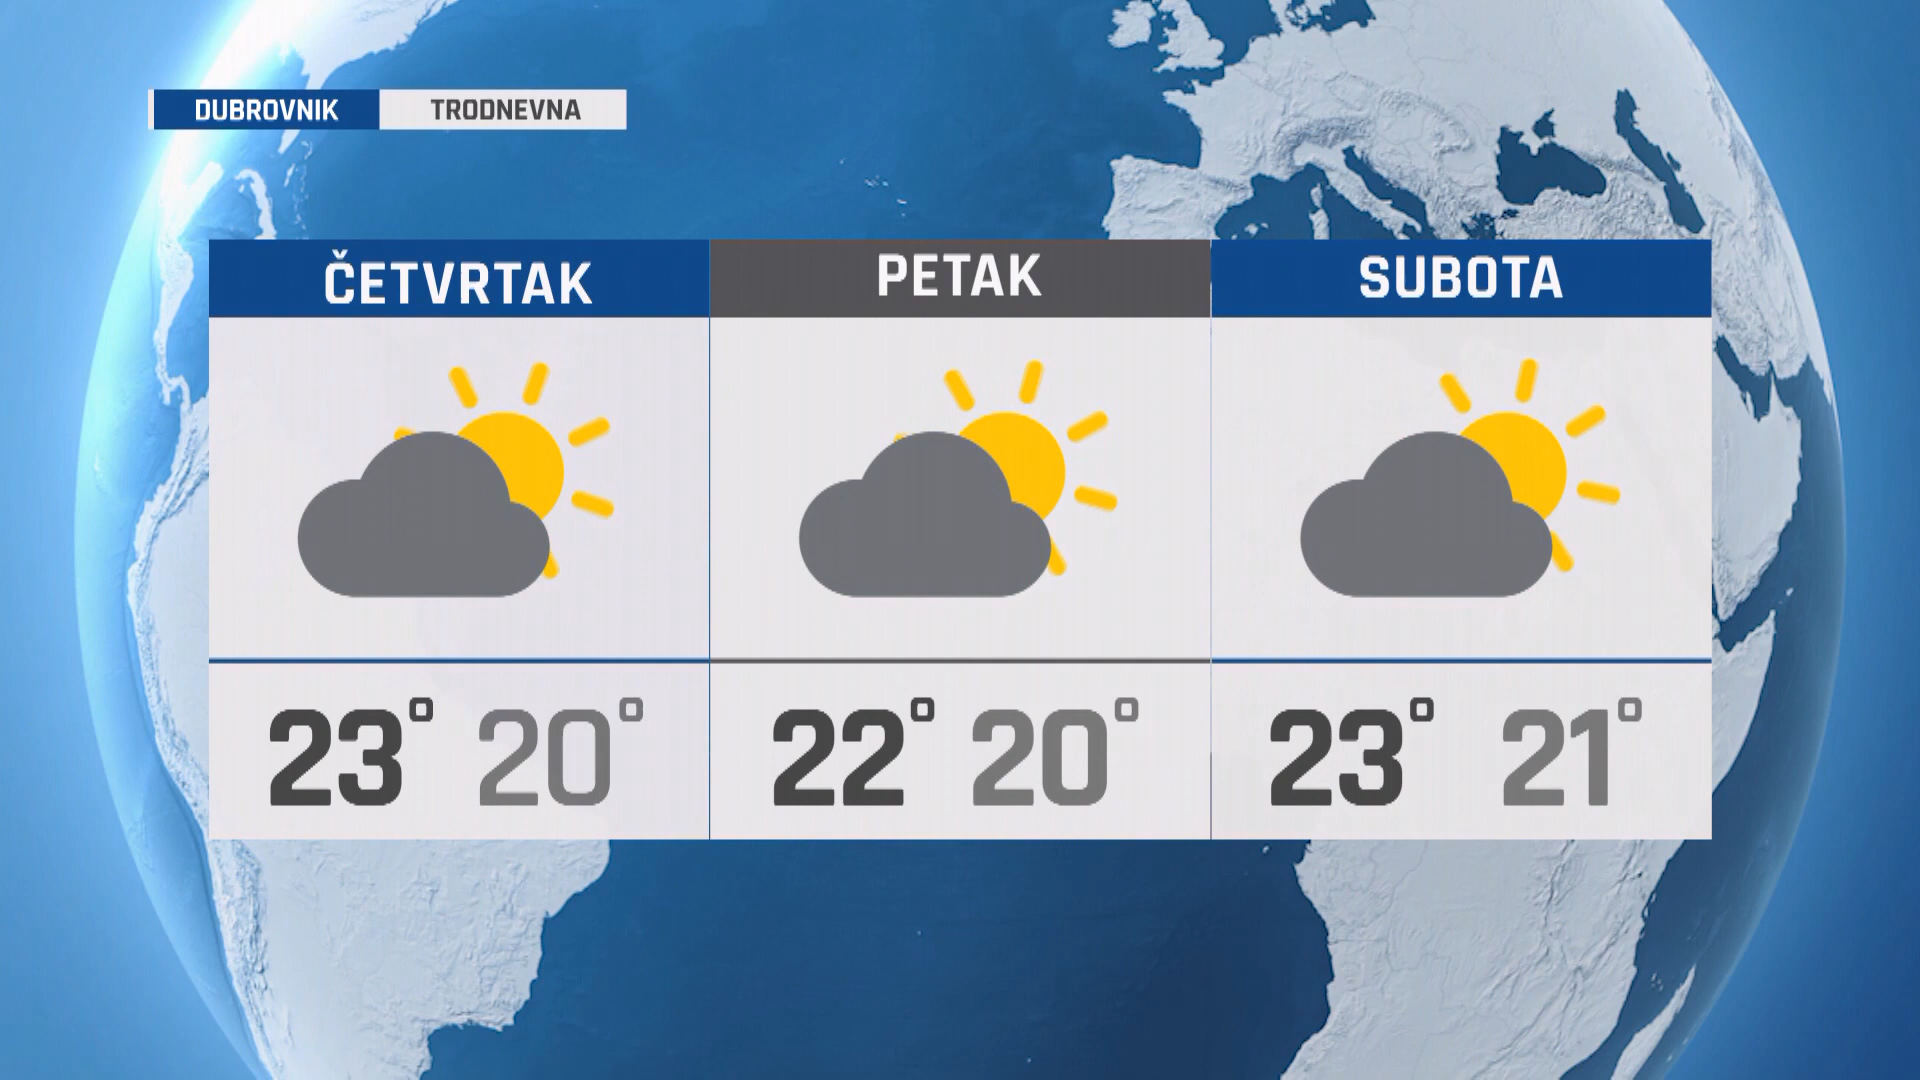 DUBROVNIK TRODNEVNA
ČETVRTAK PETAK SUBOTA
23° 20° 22° 20° 23° 21°